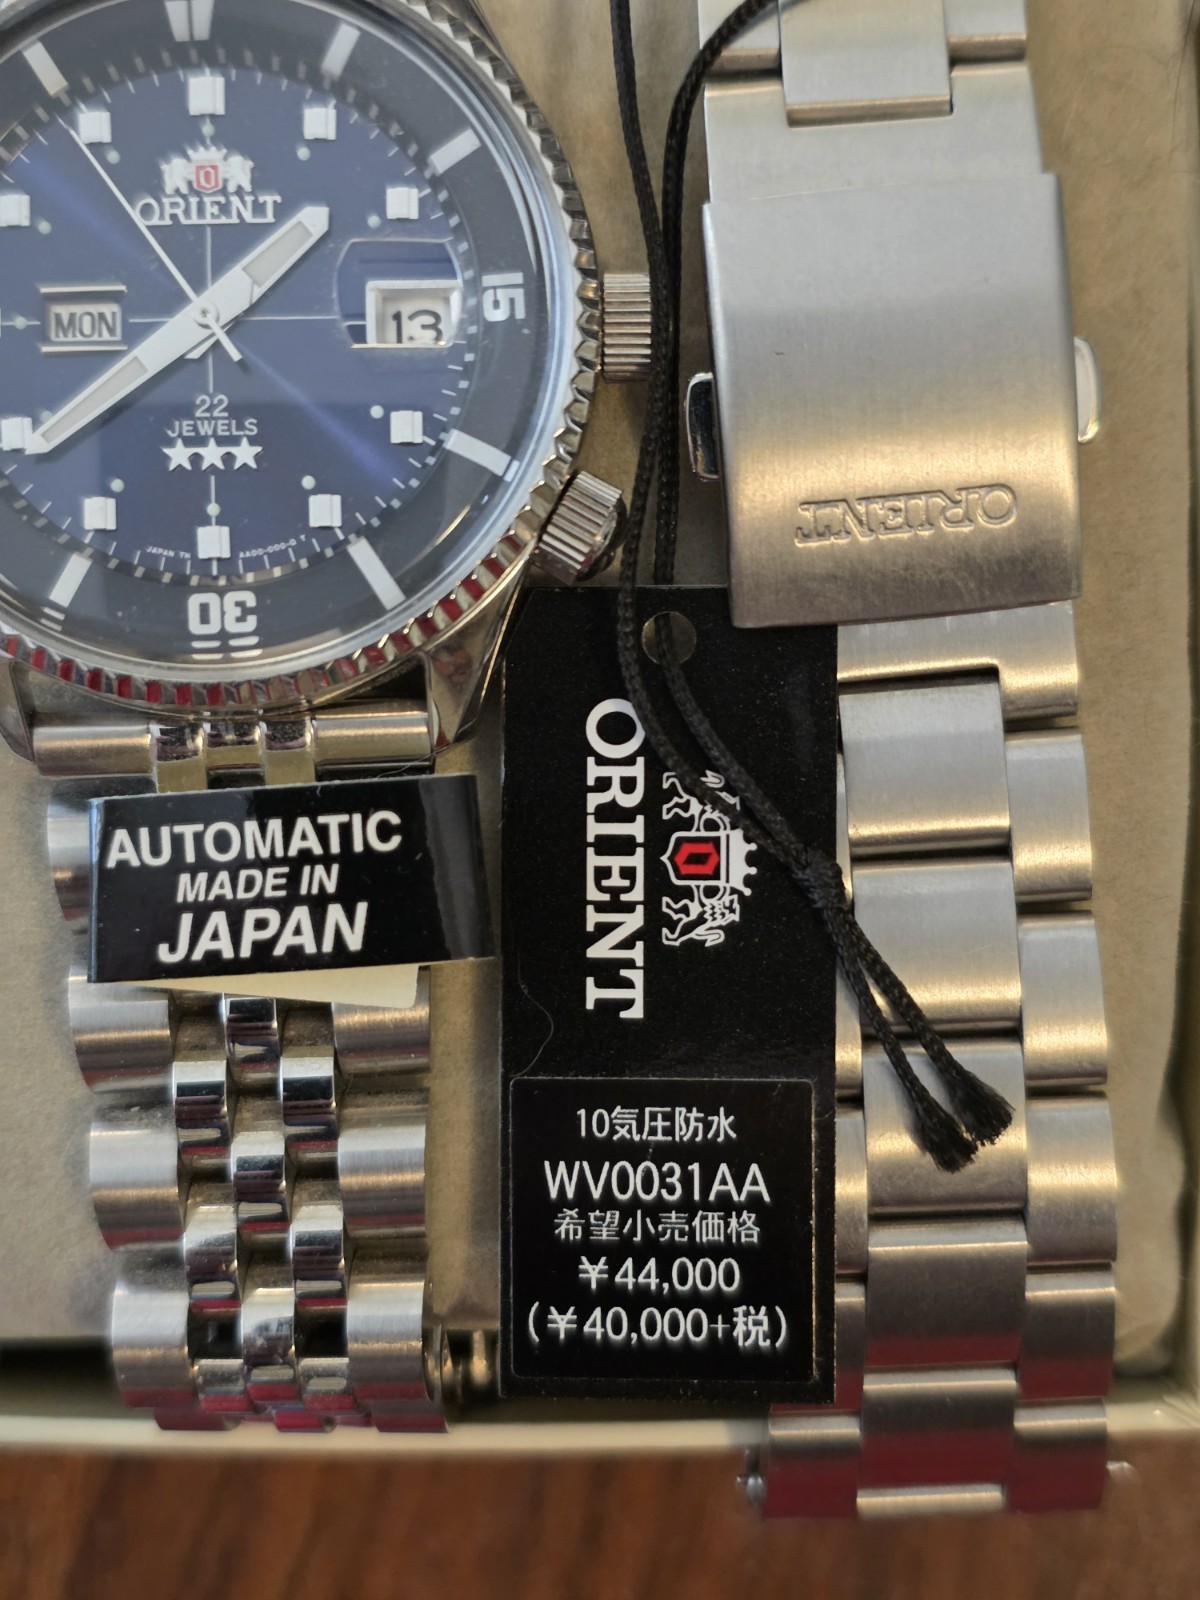 ORIENT
MON
13
15
22
JEWELS
30
ORIENT
AUTOMATIC
MADE IN
JAPAN
ORIENT
10気圧防水
WV0031AA
希望小売価格
¥44,000
(¥40,000+税)